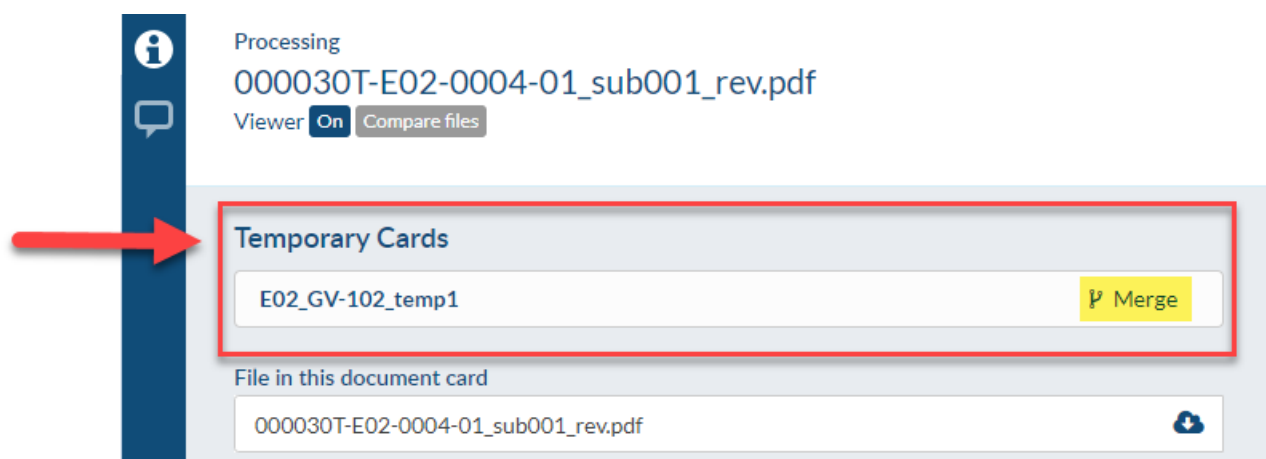 Processing
000030T-E02-0004-01_sub001_rev.pdf
Viewer On Compare files
Temporary Cards
E02_GV-102_temp1 Merge
File in this document card
000030T-E02-0004-01_sub001_rev.pdf